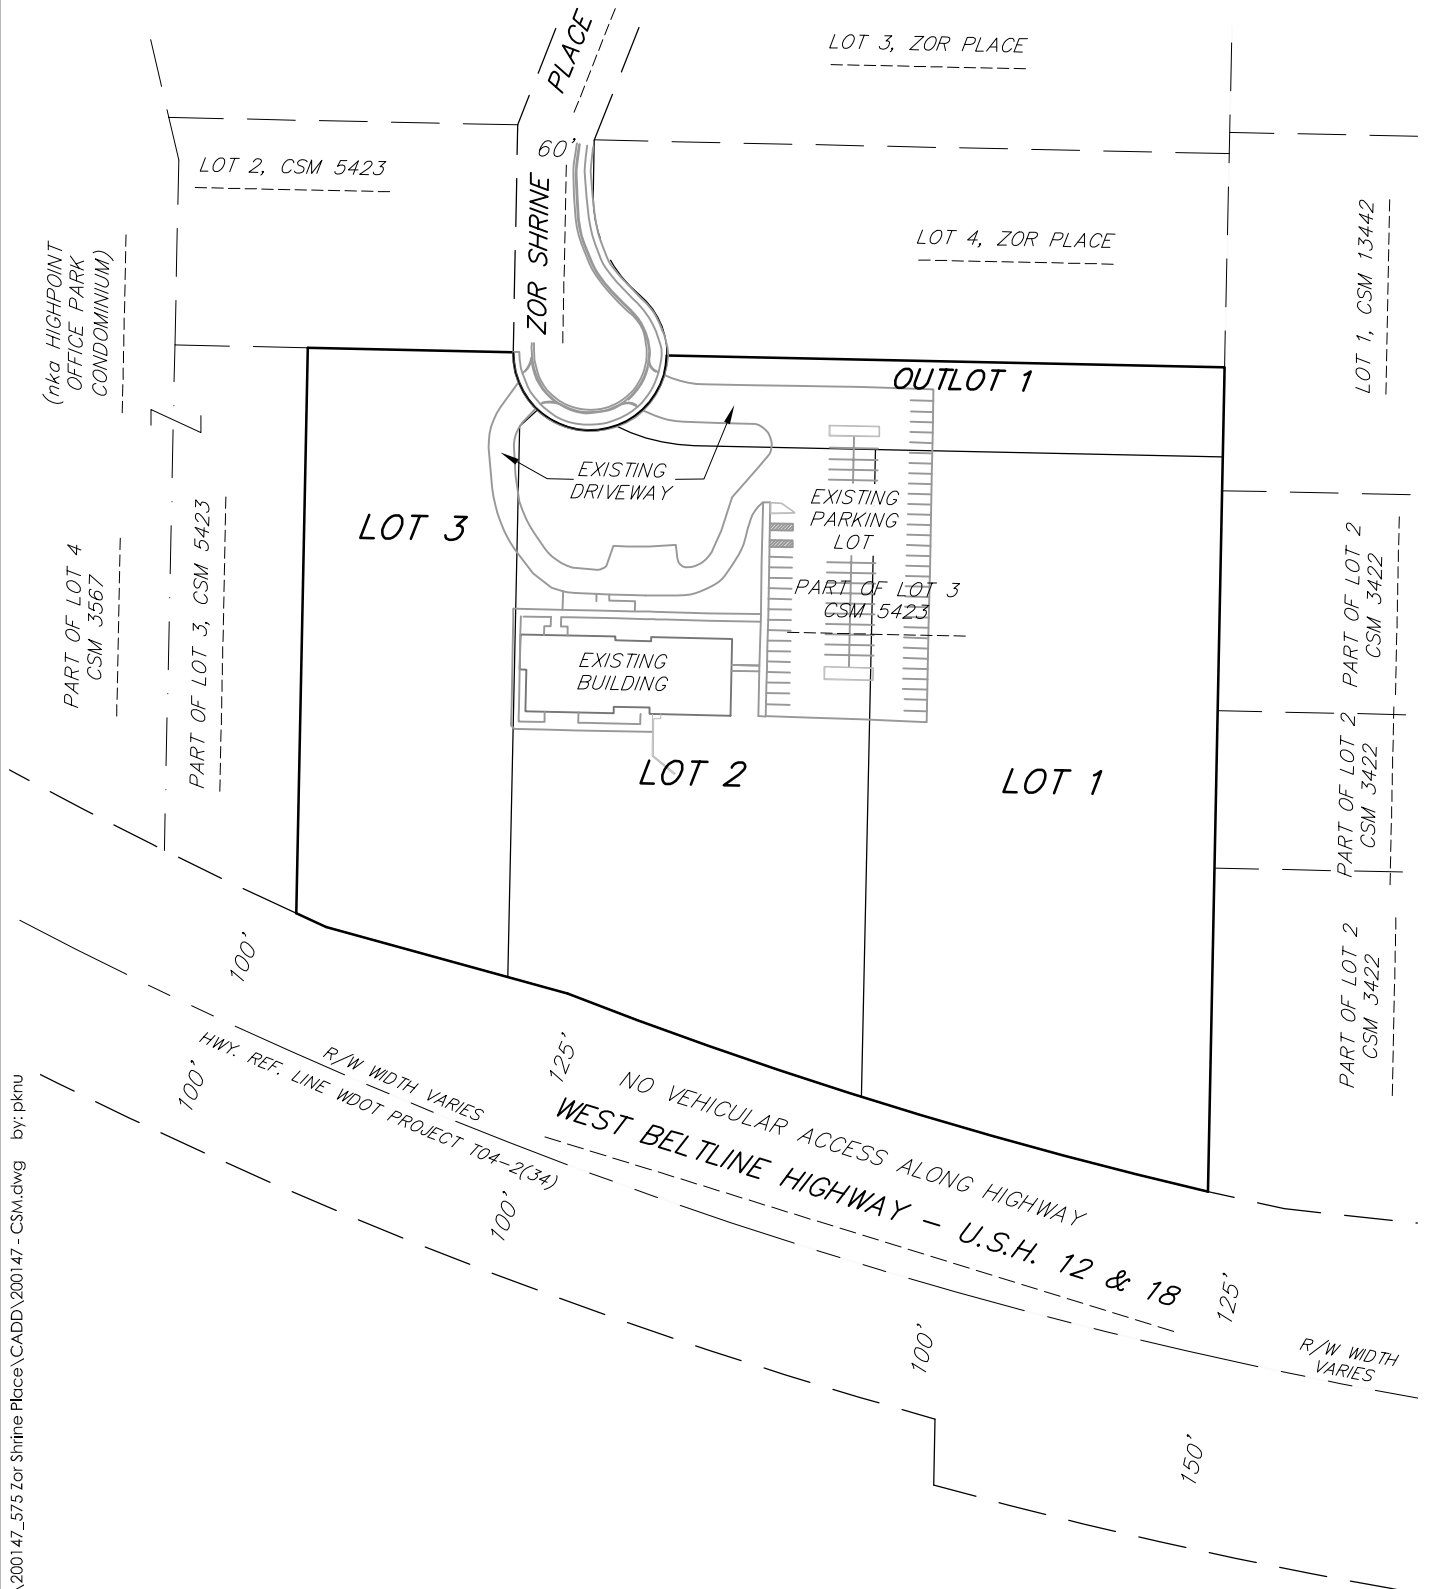 PLACE
LOT 3, ZOR PLACE
60'
LOT 2, CSM 5423
ZOR SHRINE
LOT 4, ZOR PLACE
LOT 1, CSM 13442
(nka HIGHPOINT
OFFICE PARK
CONDOMINIUM)
OUTLOT 1
EXISTING
DRIVEWAY
EXISTING
PARKING
LOT
LOT 3
PART OF LOT 4
CSM 3567
PART OF LOT 3, CSM 5423
PART OF LOT 3
CSM 5423
PART OF LOT 2
CSM 3422
EXISTING
BUILDING
LOT 2
LOT 1
PART OF LOT 2
CSM 3422
PART OF LOT 2
CSM 3422
100'
100'
R/W WIDTH VARIES
HWY. REF. LINE WDOT PROJECT T04-2(34)
125'
NO VEHICULAR ACCESS ALONG HIGHWAY
WEST BELTLINE HIGHWAY - U.S.H. 12 & 18
100'
125'
100'
R/W WIDTH
VARIES
150'
\200147_575 Zor Shrine Place\CADD\200147 - CSM.dwg by: pknu